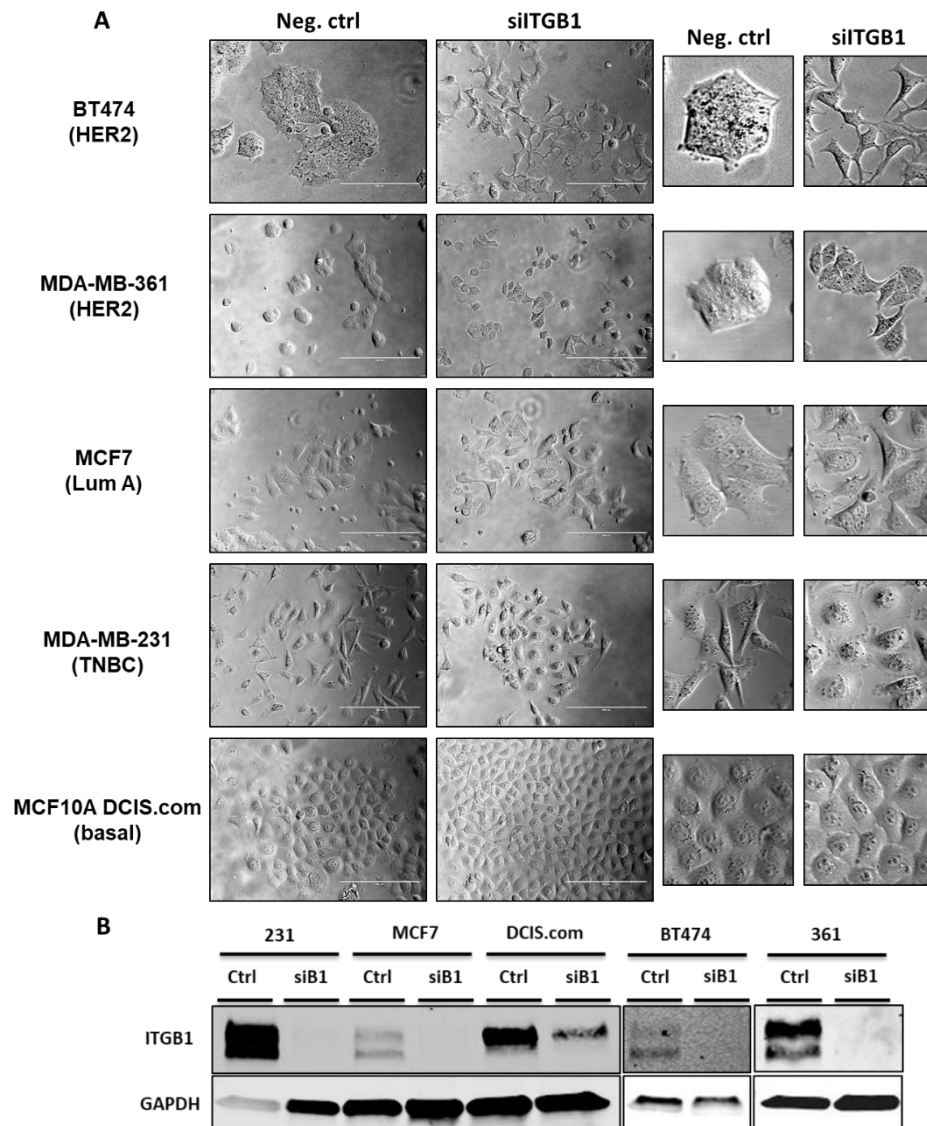 A
Neg. ctrl siITGB1
Neg. ctrl siITGB1
BT474
(HER2)
MDA-MB-361
(HER2)
MCF7
(Lum A)
MDA-MB-231
(TNBC)
MCF10A DCIS.com
(basal)
B
231 MCF7 DCIS.com BT474 361
Ctrl siB1 Ctrl siB1 Ctrl siB1 Ctrl siB1 Ctrl siB1
ITGB1
GAPDH